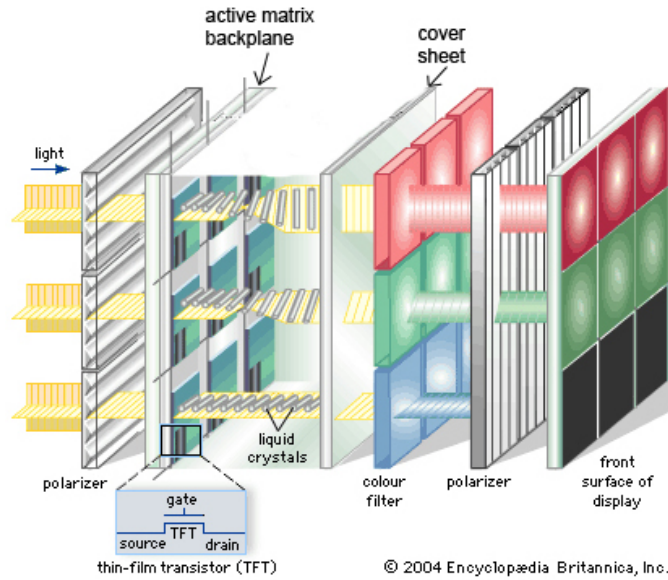 active matrix
backplane
cover
sheet
light
liquid
crystals
polarizer
colour
filter
polarizer
front
surface of
display
gate
TFT
source
drain
thin-film transistor (TFT)
© 2004 Encyclopædia Britannica, Inc.